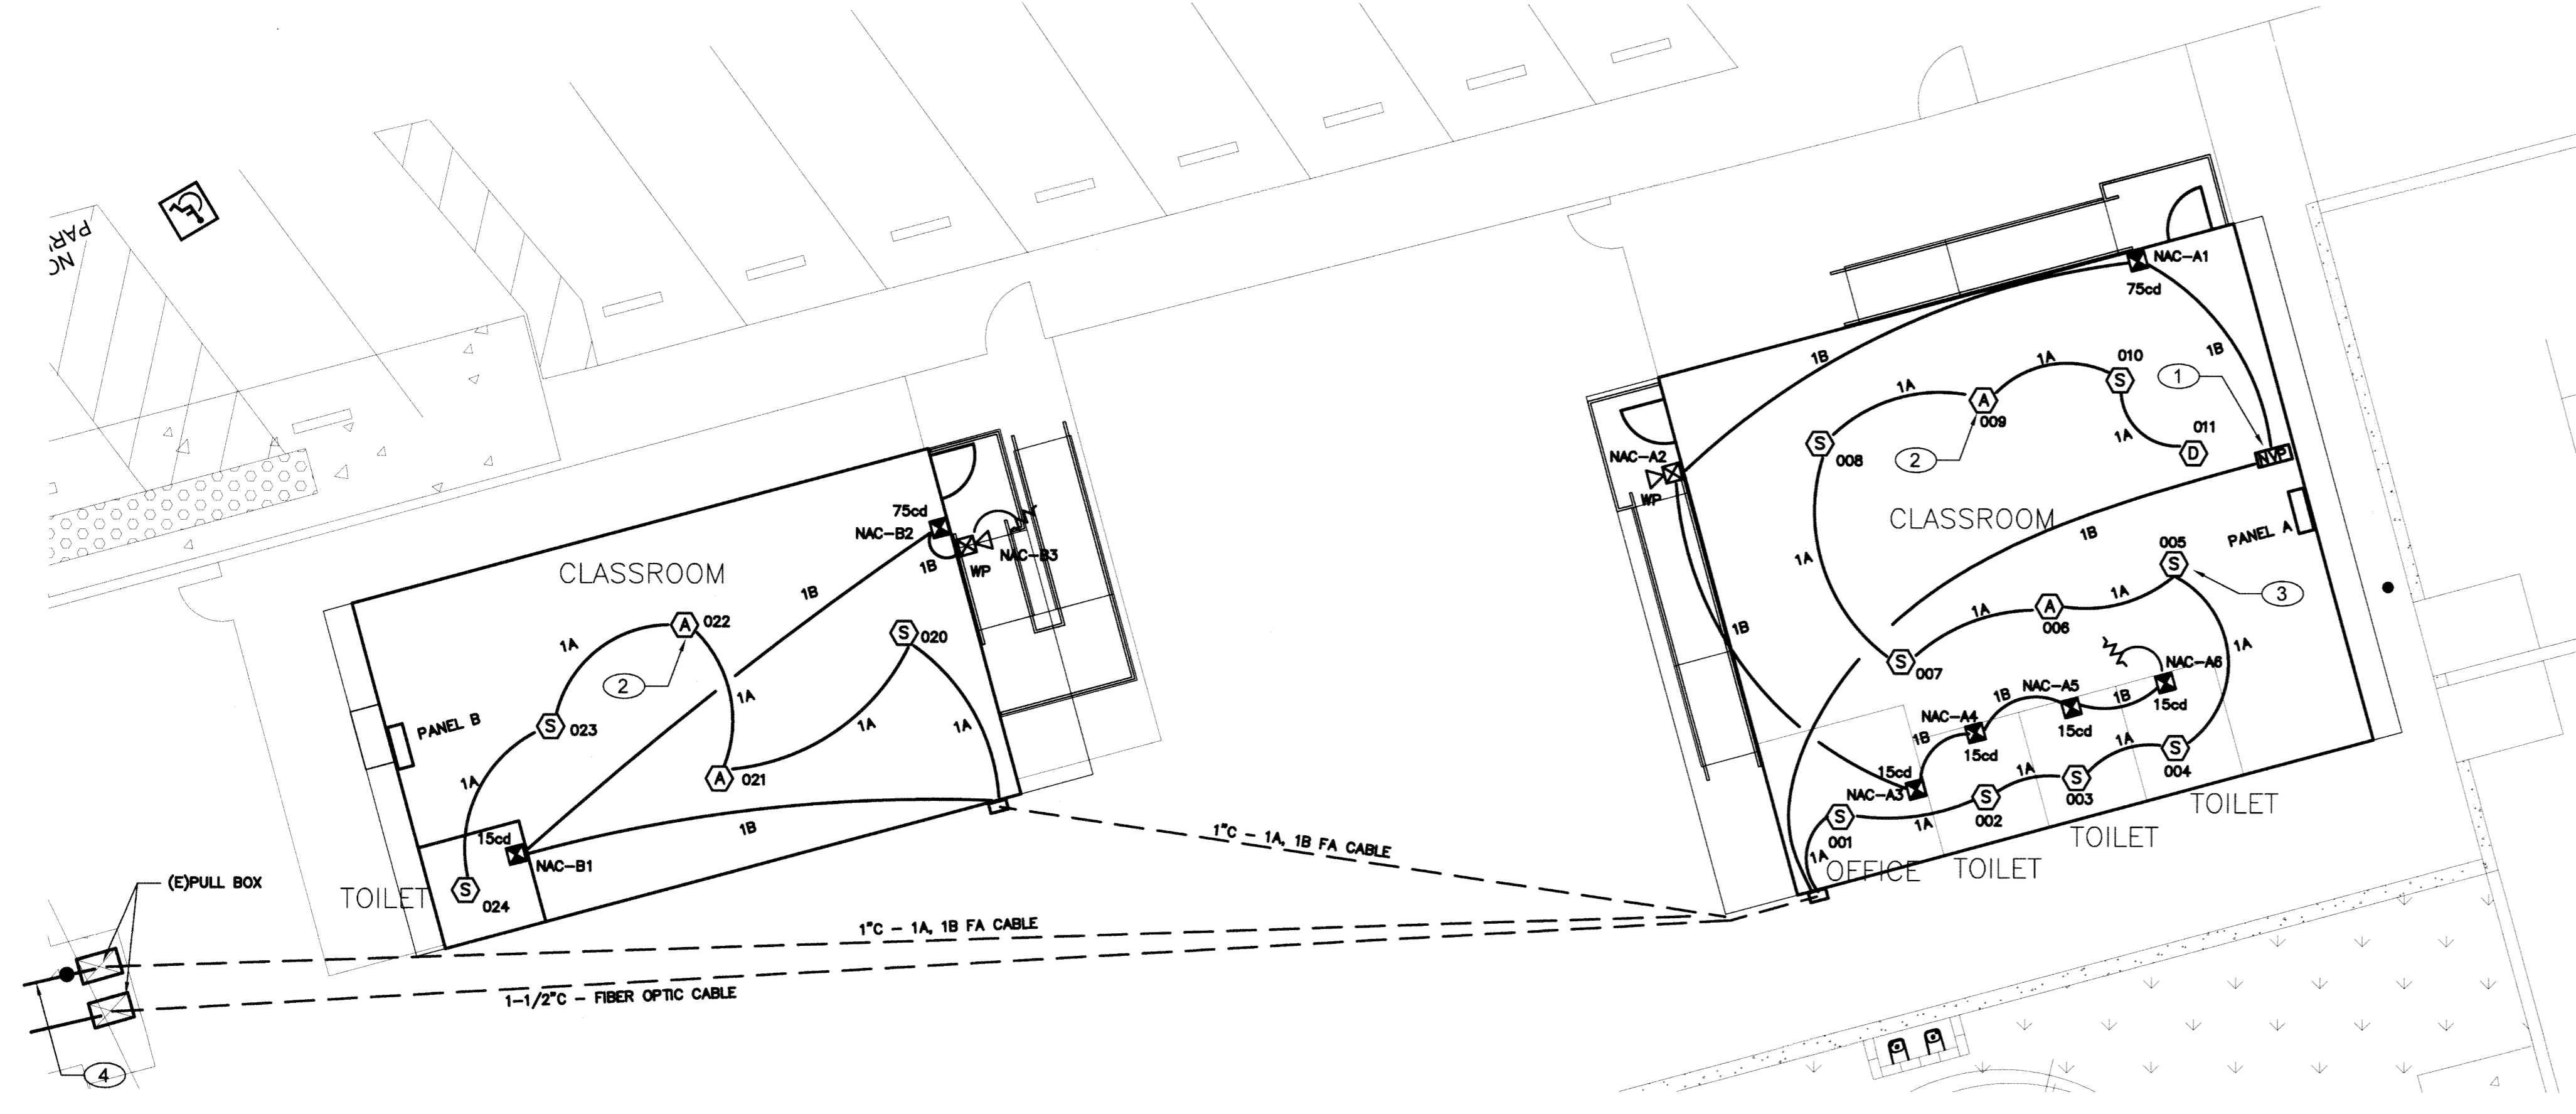 NO
PAR
CLASSROOM
75cd
NAC-B2
1B
NAC-B3
WP
1B
022
1A
2
020
1A
023
PANEL B
1A
1A
1A
021
1A
15cd
NAC-B1
1B
TOILET
024
(E)PULL BOX
4
1"C - 1A, 1B FA CABLE
1"C - 1A, 1B FA CABLE
1-1/2"C - FIBER OPTIC CABLE
NAC-A1
75cd
1B
1B
010
1A
1
1A
A
S
009
S
008
2
011
1A
D
NVP
NAC-A2
WP
CLASSROOM
1B
PANEL A
005
S
3
1A
1A
1A
A
006
1B
S
007
1A
NAC-A6
NAC-A5
1B
1B
15cd
NAC-A4
15cd
1B
15cd
1A
S
004
15cd
NAC-A3
1A
S
003
S
002
1A
S
001
1A
OFFICE
TOILET
TOILET
TOILET
A
S
S
A
S